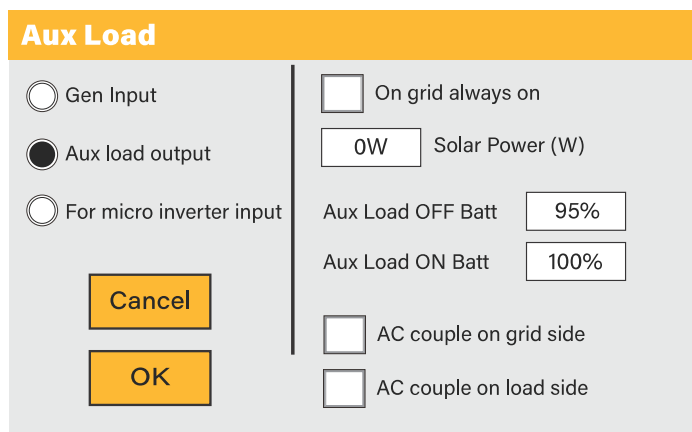 Aux Load
Gen Input
Aux load output
For micro inverter input
Cancel
OK
On grid always on
0W Solar Power (W)
Aux Load OFF Batt 95%
Aux Load ON Batt 100%
AC couple on grid side
AC couple on load side